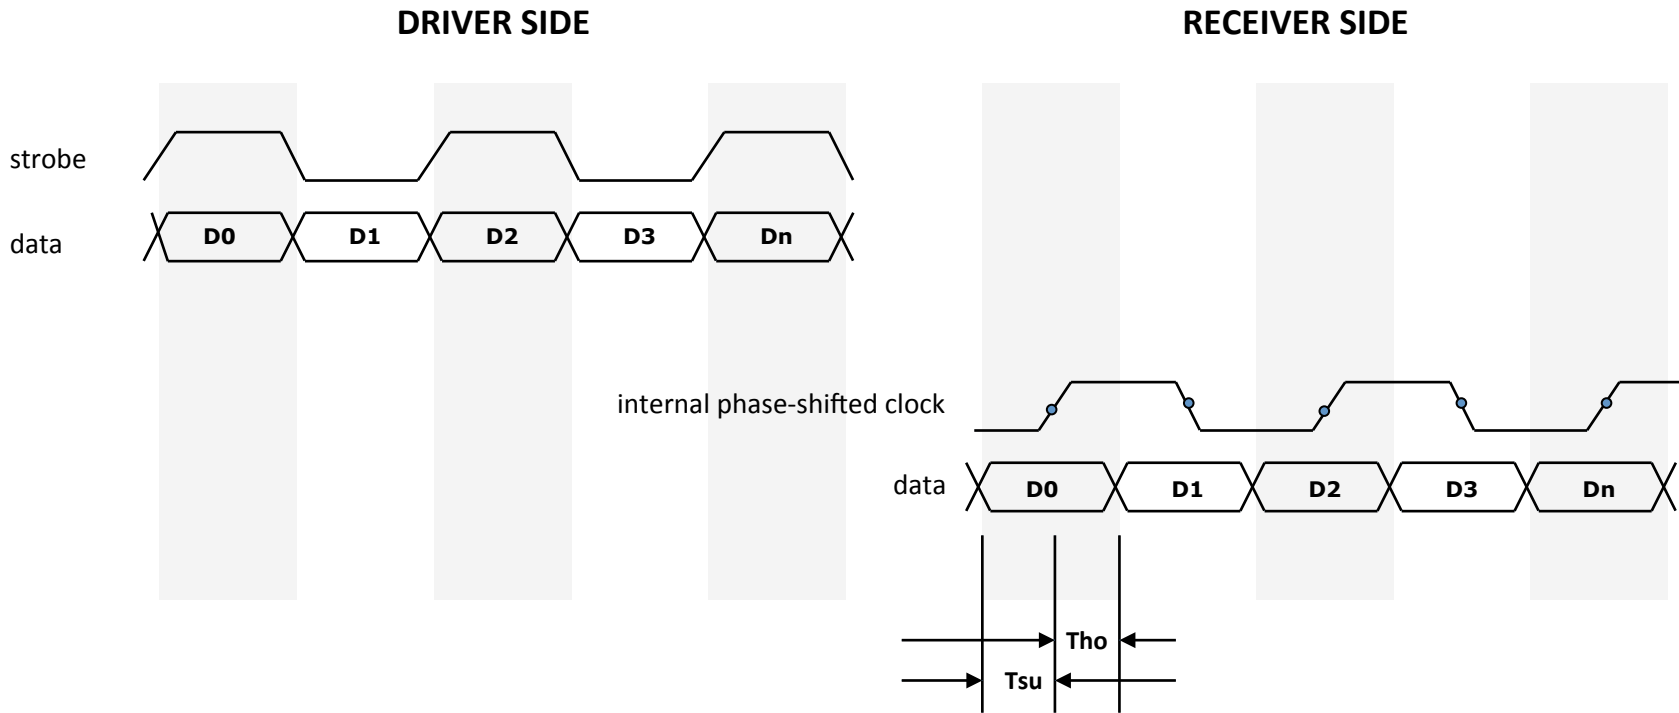 DRIVER SIDE
RECEIVER SIDE
strobe
data
D0 D1 D2 D3 Dn
internal phase-shifted clock
data
D0 D1 D2 D3 Dn
Tho
Tsu